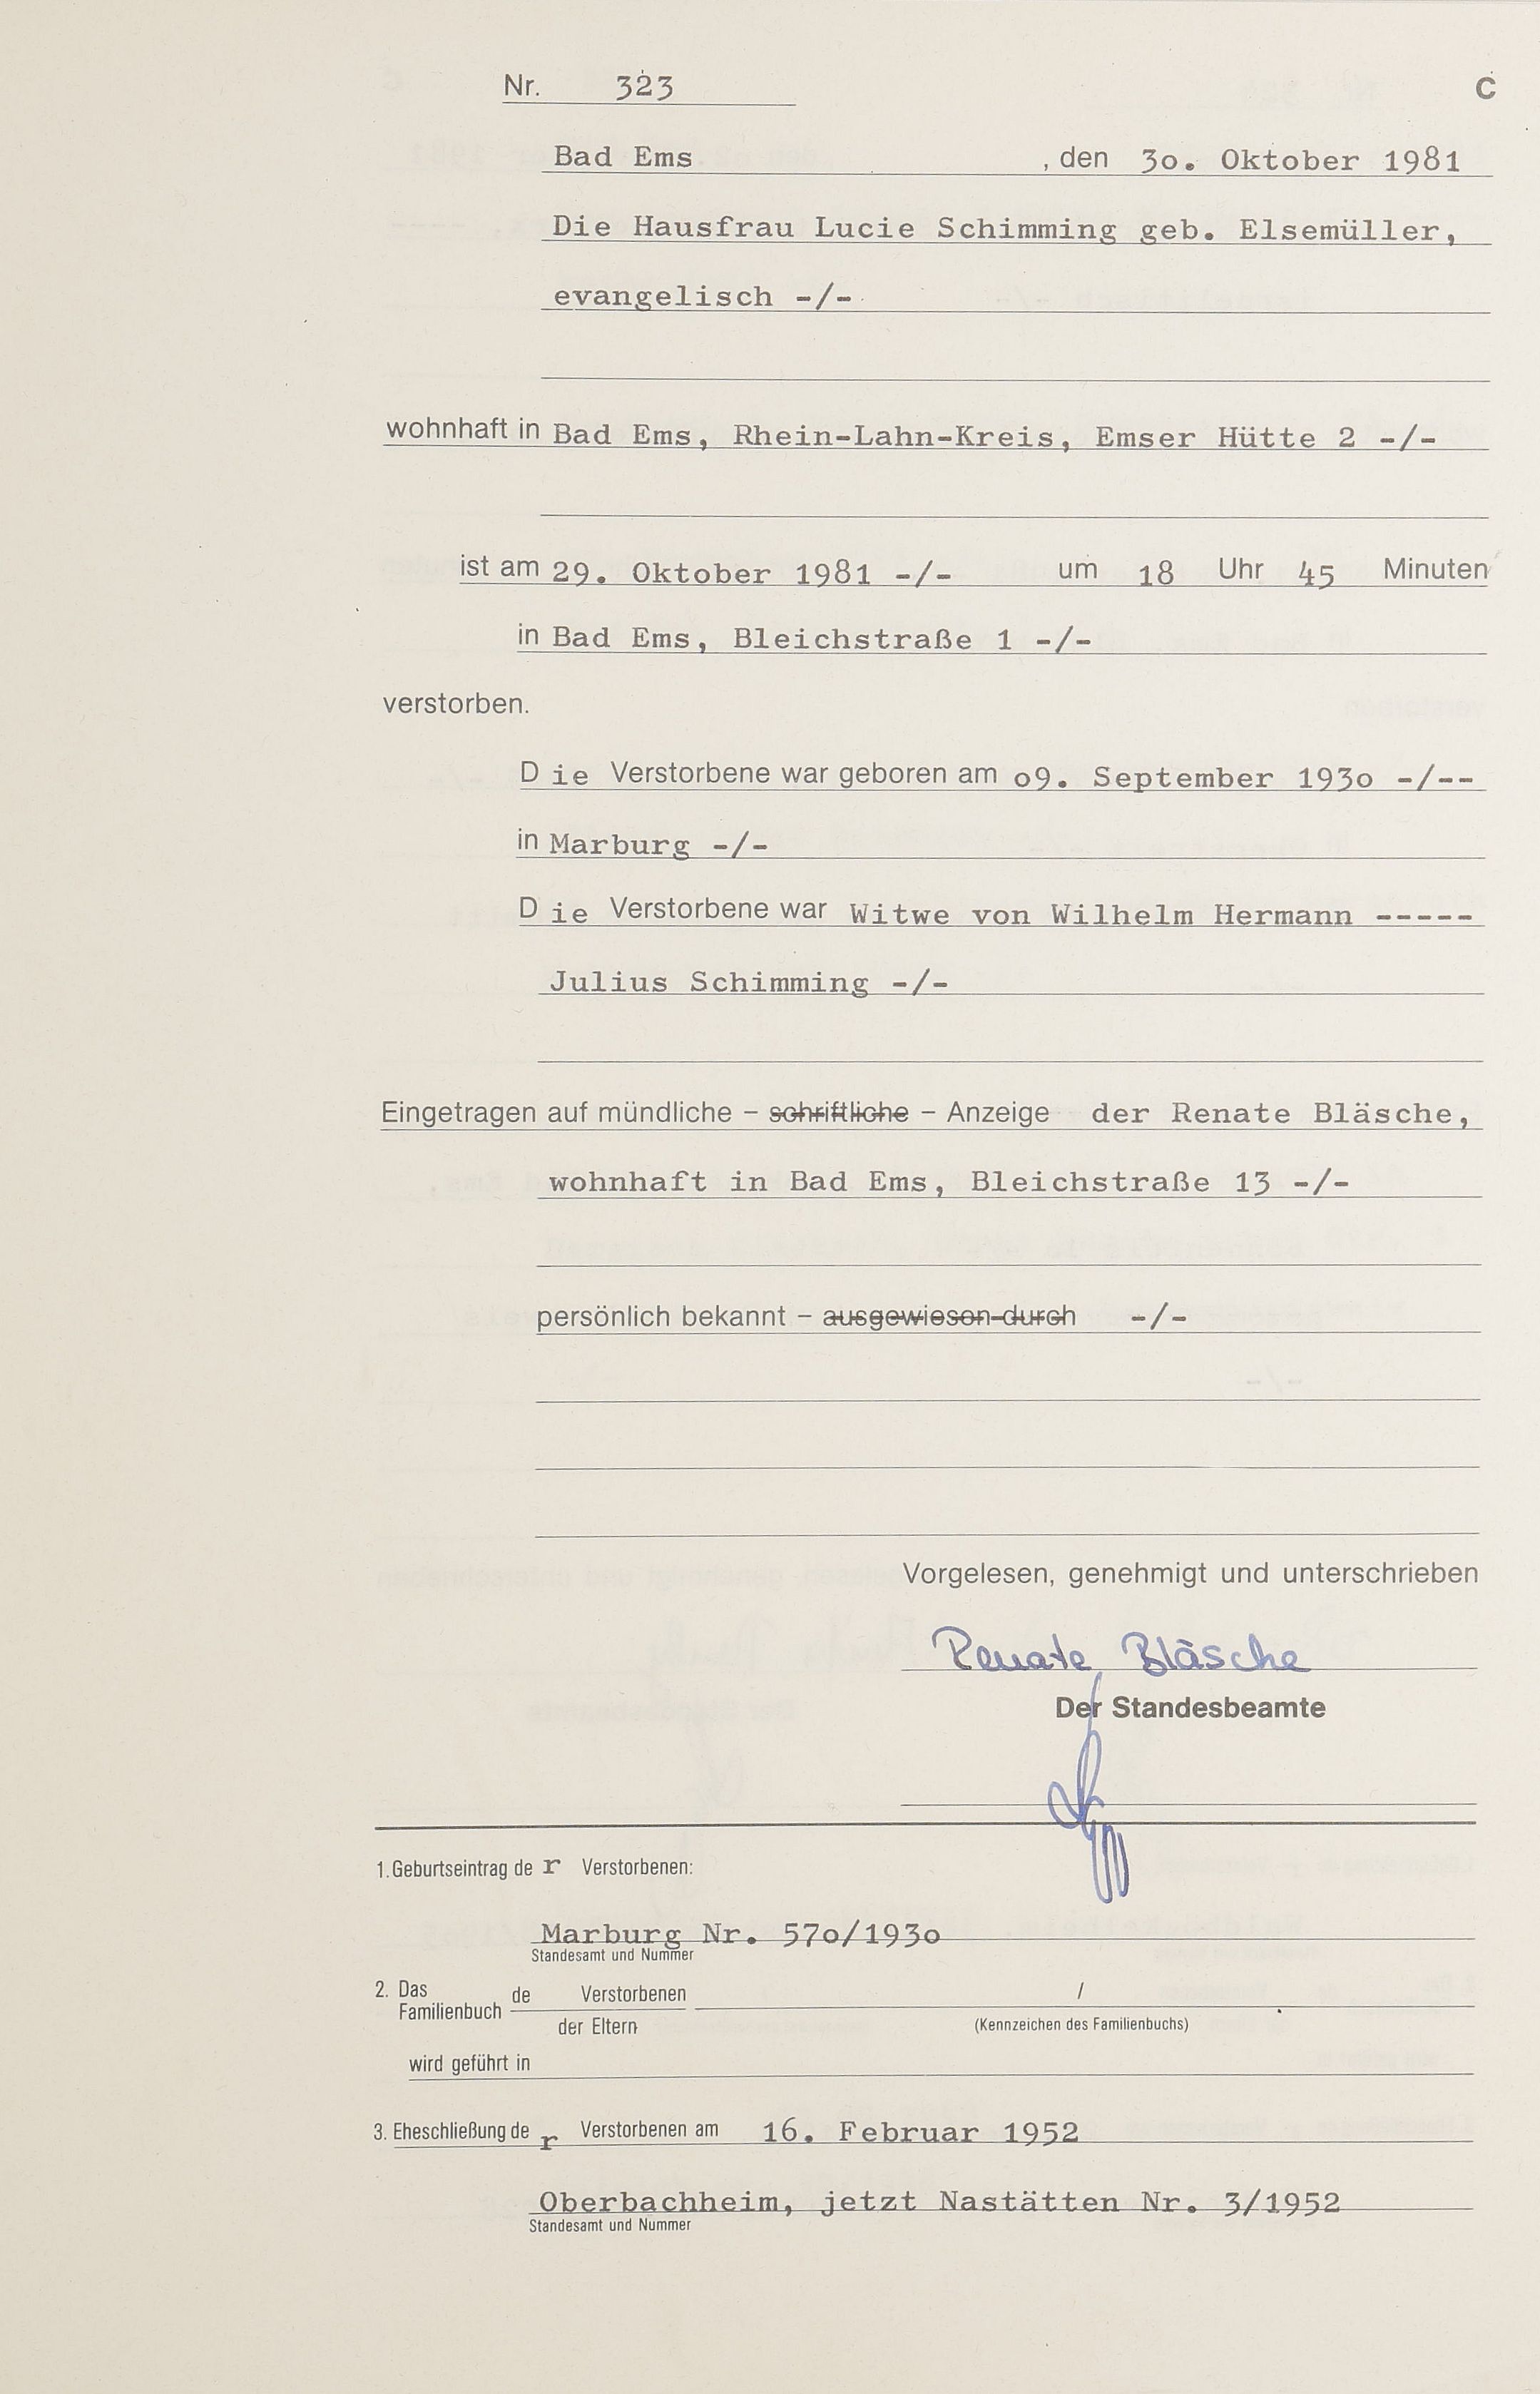 Nr. 323 C
Bad Ems , den 3o. Oktober 1981
Die Hausfrau Lucie Schimming geb. Elsemüller,
evangelisch -/-
wohnhaft in Bad Ems, Rhein-Lahn-Kreis, Emser Hütte 2 -/-
ist am 29. Oktober 1981 -/- um 18 Uhr 45 Minuten
in Bad Ems, Bleichstraße 1 -/-
verstorben.
D ie Verstorbene war geboren am o9. September 193o -/--
in Marburg -/-
D ie Verstorbene war Witwe von Wilhelm Hermann -----
Julius Schimming -/-
Eingetragen auf mündliche – schriftliche – Anzeige der Renate Bläsche,
wohnhaft in Bad Ems, Bleichstraße 13 -/-
persönlich bekannt – ausgewiesen durch -/-
Vorgelesen, genehmigt und unterschrieben
Renate Bläsche
Der Standesbeamte
1. Geburtseintrag de r Verstorbenen:
Marburg Nr. 57o/193o
Standesamt und Nummer
2. Das Familienbuch de Verstorbenen /
der Eltern (Kennzeichen des Familienbuchs)
wird geführt in
3. Eheschließung de r Verstorbenen am 16. Februar 1952
Oberbachheim, jetzt Nastätten Nr. 3/1952
Standesamt und Nummer